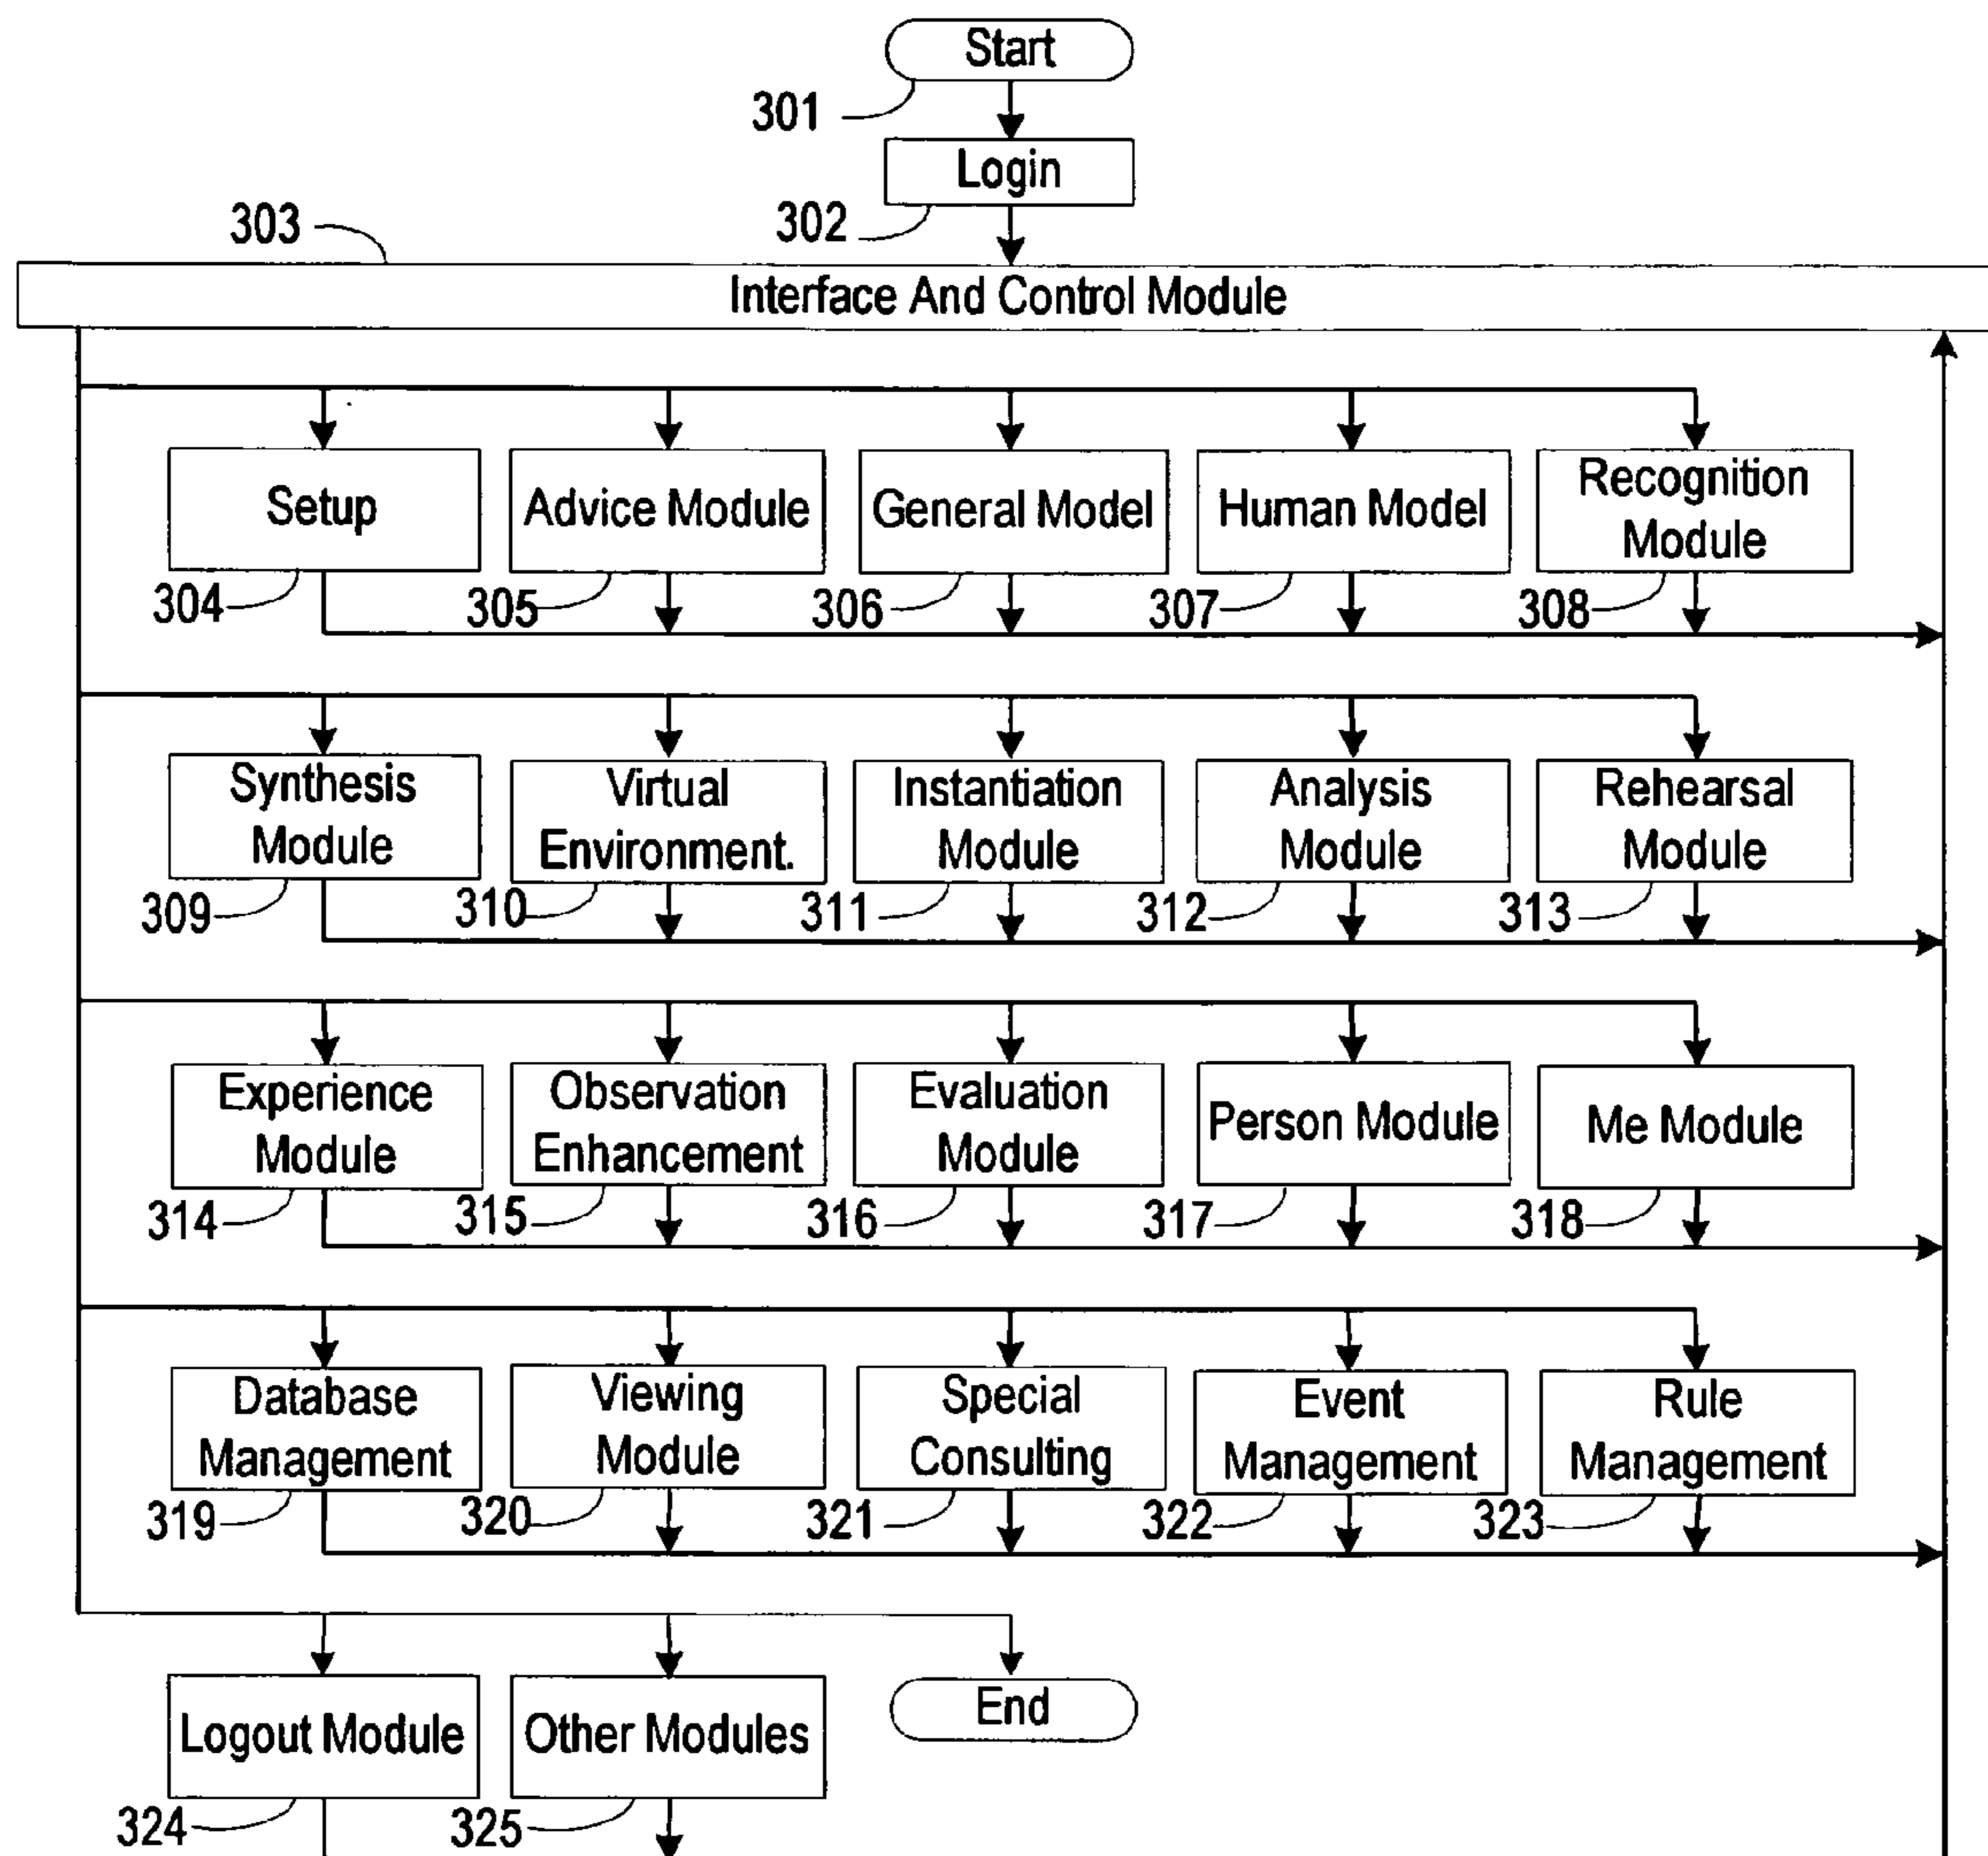 Start
301
Login
302
303
Interface And Control Module
Setup
304
Advice Module
305
General Model
306
Human Model
307
Recognition
Module
308
Synthesis
Module
309
Virtual
Environment.
310
Instantiation
Module
311
Analysis
Module
312
Rehearsal
Module
313
Experience
Module
314
Observation
Enhancement
315
Evaluation
Module
316
Person Module
317
Me Module
318
Database
Management
319
Viewing
Module
320
Special
Consulting
321
Event
Management
322
Rule
Management
323
Logout Module
324
Other Modules
325
End